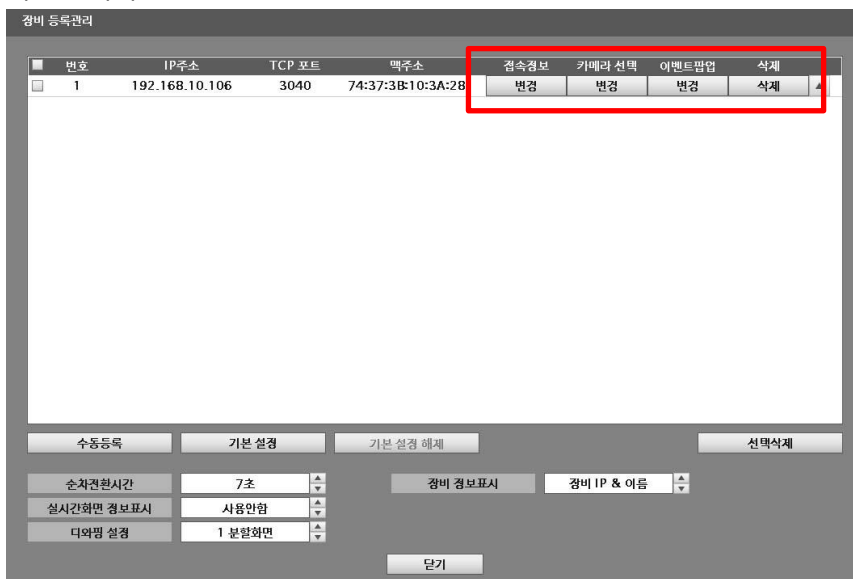 장비 등록관리
번호 IP주소 TCP 포트 맥주소 접속정보 카메라 선택 이벤트팝업 삭제
1 192.168.10.106 3040 74:37:3B:10:3A:28 변경 변경 변경 삭제
수동등록 기본 설정 기본 설정 해제 선택삭제
순차전환시간 7초 장비 정보표시 장비 IP & 이름
실시간화면 정보표시 사용안함
디와핑 설정 1 분할화면
닫기